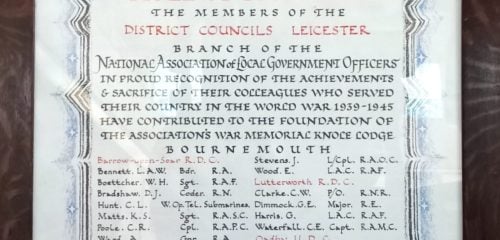 THE MEMBERS OF THE
DISTRICT COUNCILS LEICESTER
BRANCH OF THE
NATIONAL ASSOCIATION of LOCAL GOVERNMENT OFFICERS
IN PROUD RECOGNITION OF THE ACHIEVEMENTS
& SACRIFICE OF THEIR COLLEAGUES WHO SERVED
THEIR COUNTRY IN THE WORLD WAR 1939-1945
HAVE CONTRIBUTED TO THE FOUNDATION OF
THE ASSOCIATION'S WAR MEMORIAL KNOLE LODGE.
BOURNEMOUTH
Barrow-upon-Soar R.D.C.
Bennett. L.A.W. Bdr. R.A.
Boettcher. W.H. Sgt. R.A.F.
Bradshaw. D.J. Coder. R.N.
Hunt. C.L. W.Op.Tel. Submarines
Matts. K.S. Sgt. R.A.S.C.
Poole. C.R. Cpl. R.A.P.C.
Ward. Gnr. R.A.
Stevens. J. L/Cpl. R.A.O.C.
Wood. E. L.A.C. R.A.F.
Lutterworth R.D.C.
Clarke. C.W. P/O. R.N.R.
Dimmock. G.E. Major. R.E.
Harris. G. L.A.C. R.A.F.
Waterfall. C.E. Capt. R.A.M.C.
Oadby U.D.C.